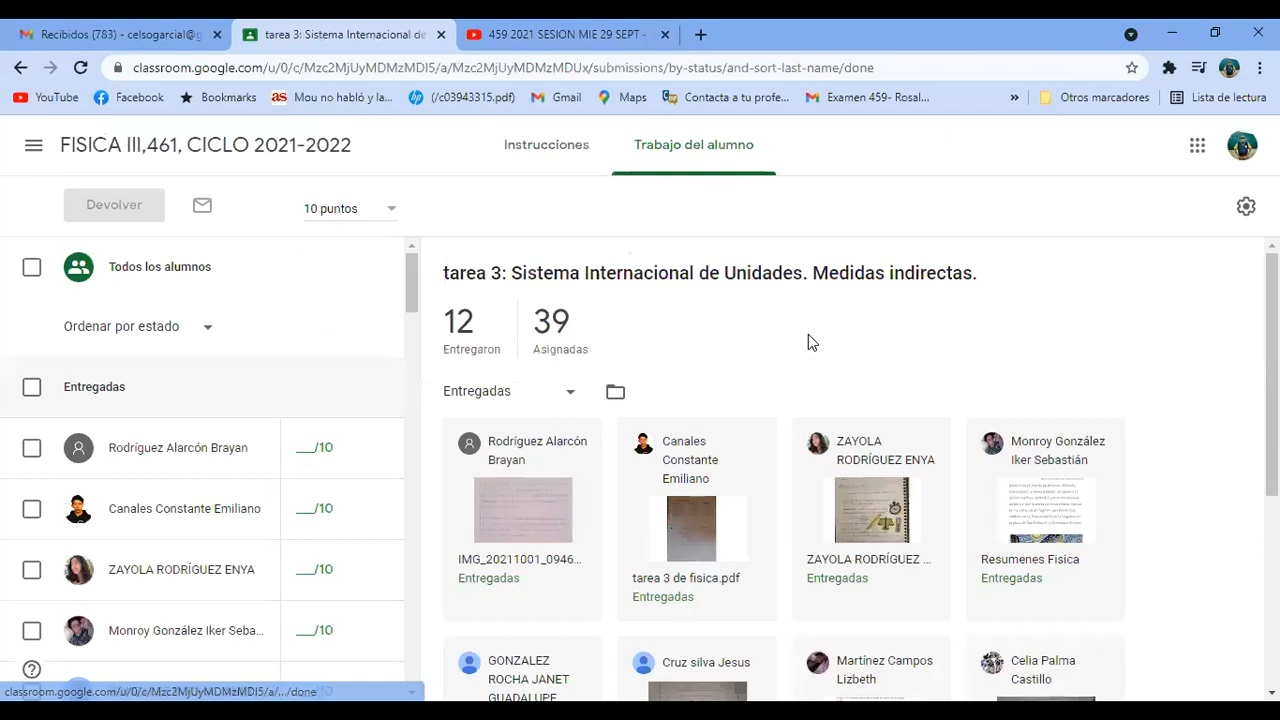 Recibidos (783) - celsogarcial@g
tarea 3: Sistema Internacional de
459 2021 SESION MIE 29 SEPT -
classroom.google.com/u/0/c/Mzc2MjUyMDMzMDI5/a/Mzc2MjUyMDMzMDUx/submissions/by-status/and-sort-last-name/done
YouTube
Facebook
Bookmarks
as Mou no habló y la...
hp (/c03943315.pdf)
Gmail
Maps
Contacta a tu profe...
Examen 459- Rosal...
»
Otros marcadores
Lista de lectura
FISICA III,461, CICLO 2021-2022
Instrucciones
Trabajo del alumno
Devolver
10 puntos
Todos los alumnos
Ordenar por estado
Entregadas
Rodríguez Alarcón Brayan
___/10
Canales Constante Emiliano
___/10
ZAYOLA RODRÍGUEZ ENYA
___/10
Monroy González Iker Seba...
___/10
classroom.google.com/u/0/c/Mzc2MjUyMDMzMDI5/a/.../done
tarea 3: Sistema Internacional de Unidades. Medidas indirectas.
12
Entregaron
39
Asignadas
Entregadas
Rodríguez Alarcón
Brayan
IMG_20211001_0946...
Entregadas
Canales
Constante
Emiliano
tarea 3 de fisica.pdf
Entregadas
ZAYOLA
RODRÍGUEZ ENYA
ZAYOLA RODRÍGUEZ ...
Entregadas
Monroy González
Iker Sebastián
Resumenes Fisica
Entregadas
GONZALEZ
ROCHA JANET
GUADALUPE
Cruz silva Jesus
Martínez Campos
Lizbeth
Celia Palma
Castillo